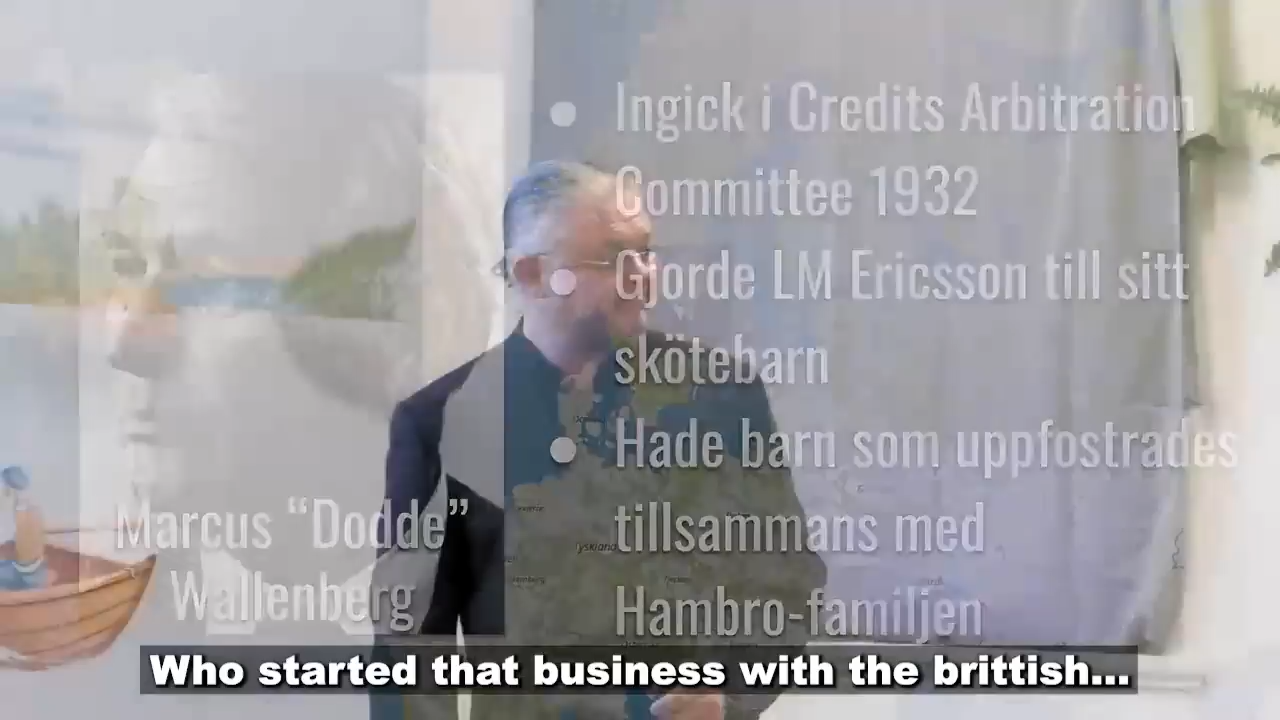 Ingick i Credits Arbitration
Committee 1932
Gjorde LM Ericsson till sitt
skötebarn
Hade barn som uppfostrades
tillsammans med
Hambro-familjen
Marcus “Dodde”
Wallenberg
Tyskland
Who started that business with the brittish...